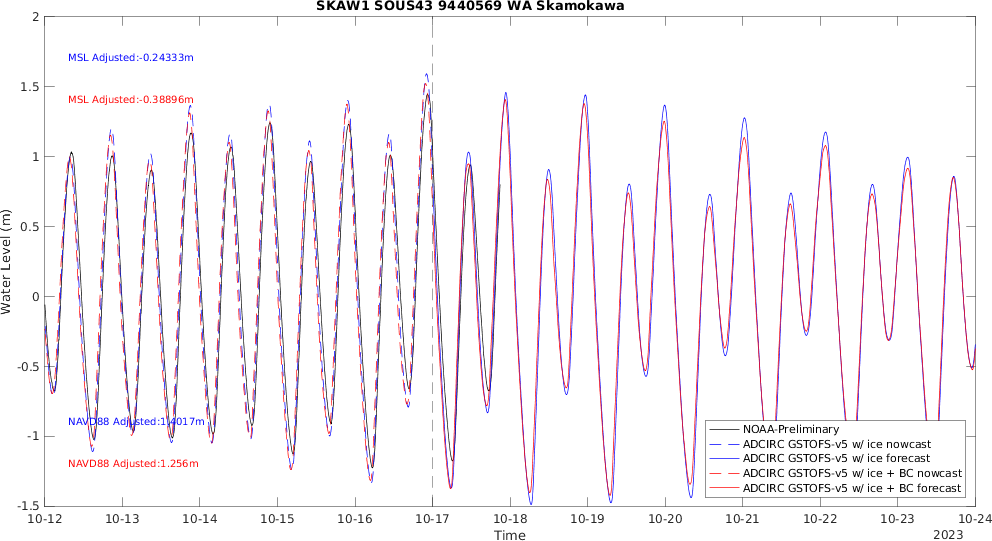 SKAW1 SOUS43 9440569 WA Skamokawa
Water Level (m)
2
1.5
1
0.5
0
-0.5
-1
-1.5
MSL Adjusted:-0.24333m
MSL Adjusted:-0.38896m
NAVD88 Adjusted:1.4017m
NAVD88 Adjusted:1.256m
NOAA-Preliminary
ADCIRC GSTOFS-v5 w/ ice nowcast
ADCIRC GSTOFS-v5 w/ ice forecast
ADCIRC GSTOFS-v5 w/ ice + BC nowcast
ADCIRC GSTOFS-v5 w/ ice + BC forecast
10-12 10-13 10-14 10-15 10-16 10-17 10-18 10-19 10-20 10-21 10-22 10-23 10-24
Time
2023